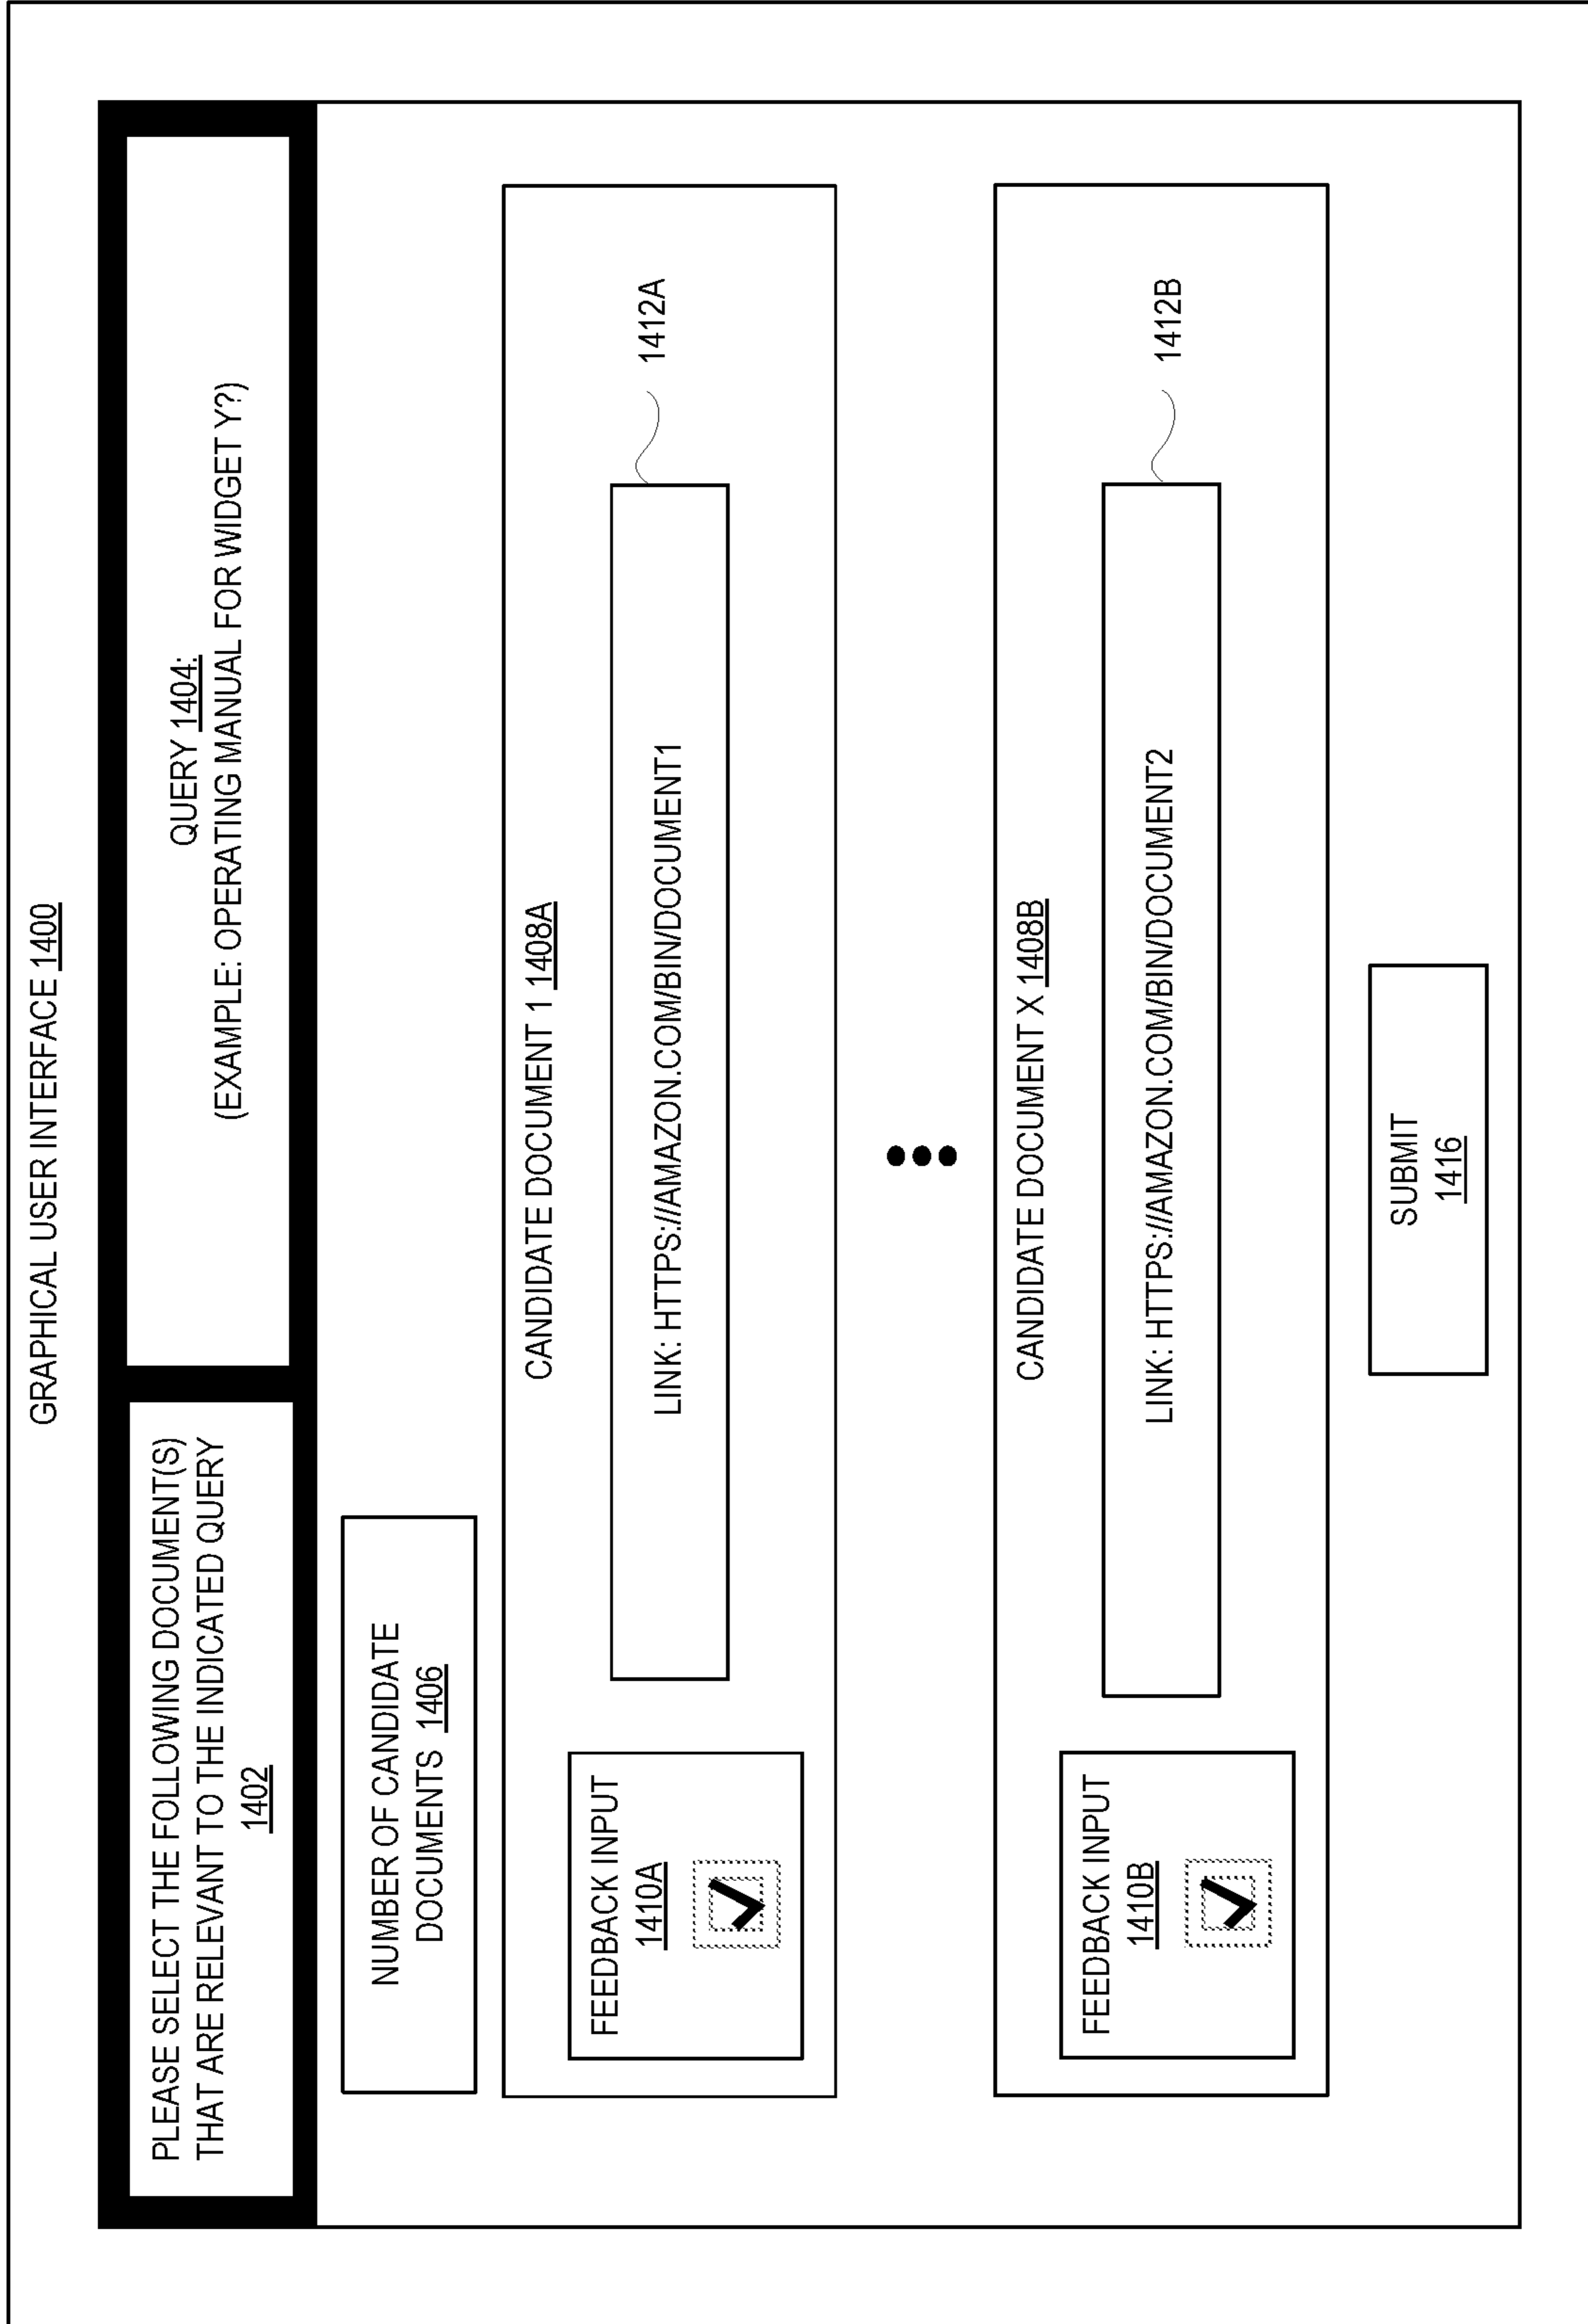 GRAPHICAL USER INTERFACE 1400
PLEASE SELECT THE FOLLOWING DOCUMENT(S)
THAT ARE RELEVANT TO THE INDICATED QUERY
1402
QUERY 1404:
(EXAMPLE: OPERATING MANUAL FOR WIDGET Y?)
NUMBER OF CANDIDATE
DOCUMENTS 1406
CANDIDATE DOCUMENT 1 1408A
FEEDBACK INPUT
1410A
LINK: HTTPS://AMAZON.COM/BIN/DOCUMENT1
1412A
CANDIDATE DOCUMENT X 1408B
FEEDBACK INPUT
1410B
LINK: HTTPS://AMAZON.COM/BIN/DOCUMENT2
1412B
SUBMIT
1416